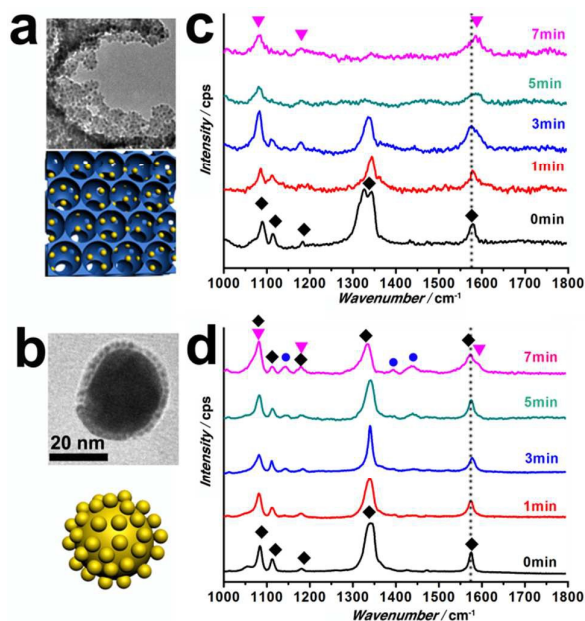 a
c
7min
5min
3min
1min
0min
Intensity / cps
1000 1100 1200 1300 1400 1500 1600 1700 1800
Wavenumber / cm⁻¹
b
20 nm
d
7min
5min
3min
1min
0min
Intensity / cps
1000 1100 1200 1300 1400 1500 1600 1700 1800
Wavenumber / cm⁻¹